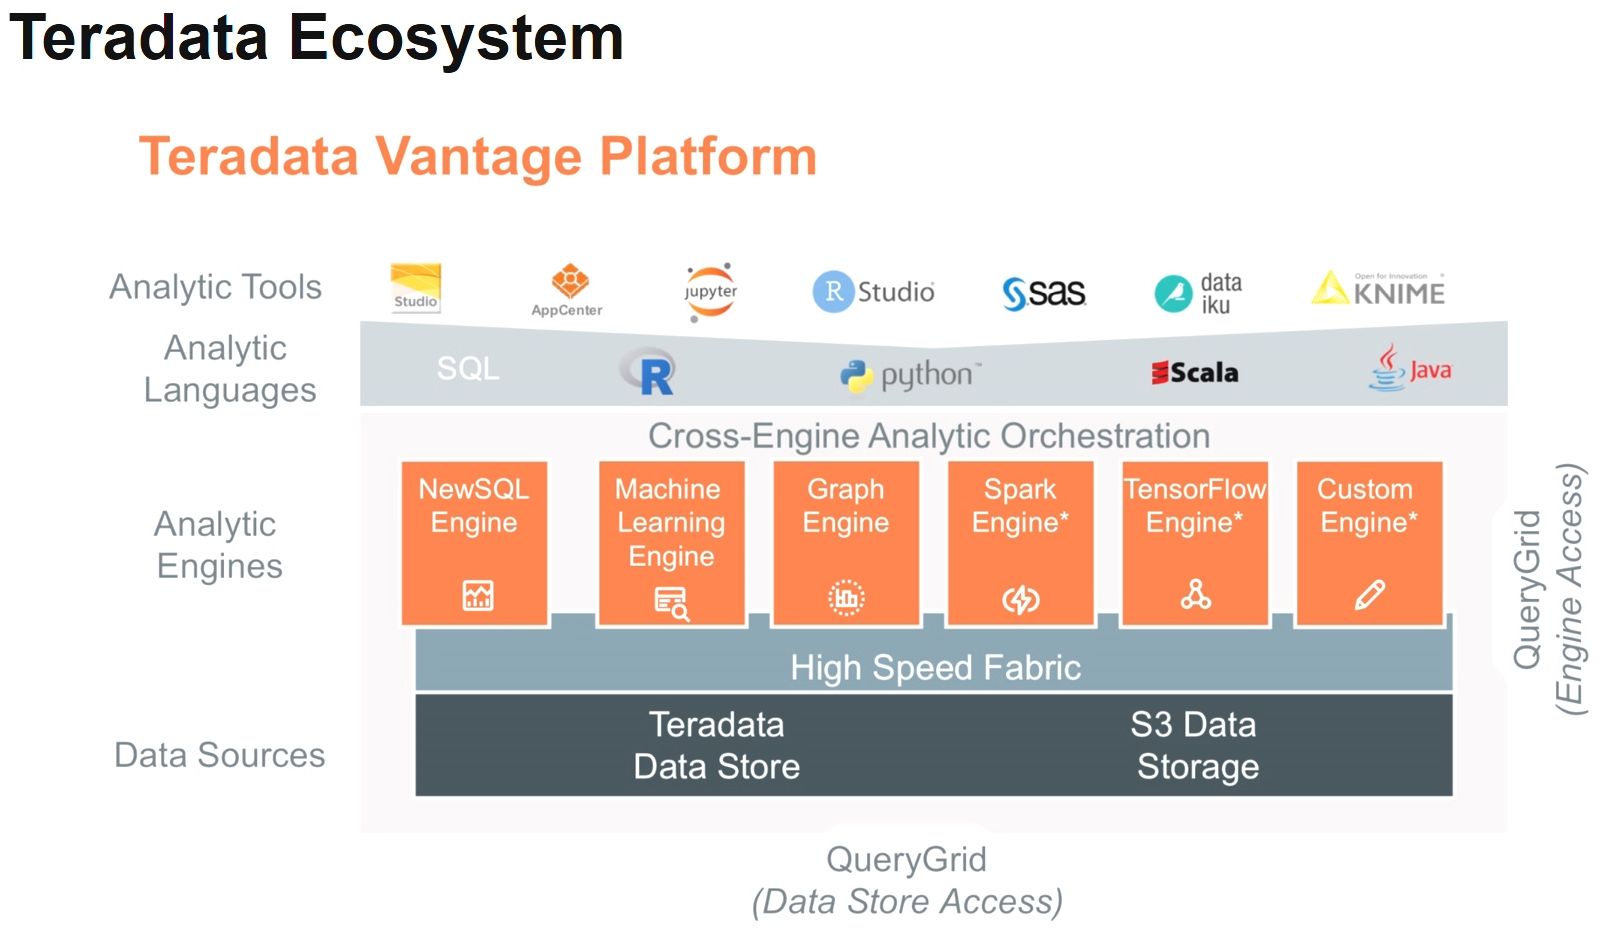 Teradata Ecosystem
Teradata Vantage Platform
Analytic Tools
Studio
AppCenter
jupyter
R Studio
sas
data
iku
Open for Innovation
KNIME
Analytic
Languages
SQL
R
python™
Scala
Java
Cross-Engine Analytic Orchestration
Analytic
Engines
NewSQL
Engine
Machine
Learning
Engine
Graph
Engine
Spark
Engine*
TensorFlow
Engine*
Custom
Engine*
High Speed Fabric
Data Sources
Teradata
Data Store
S3 Data
Storage
QueryGrid
(Engine Access)
QueryGrid
(Data Store Access)